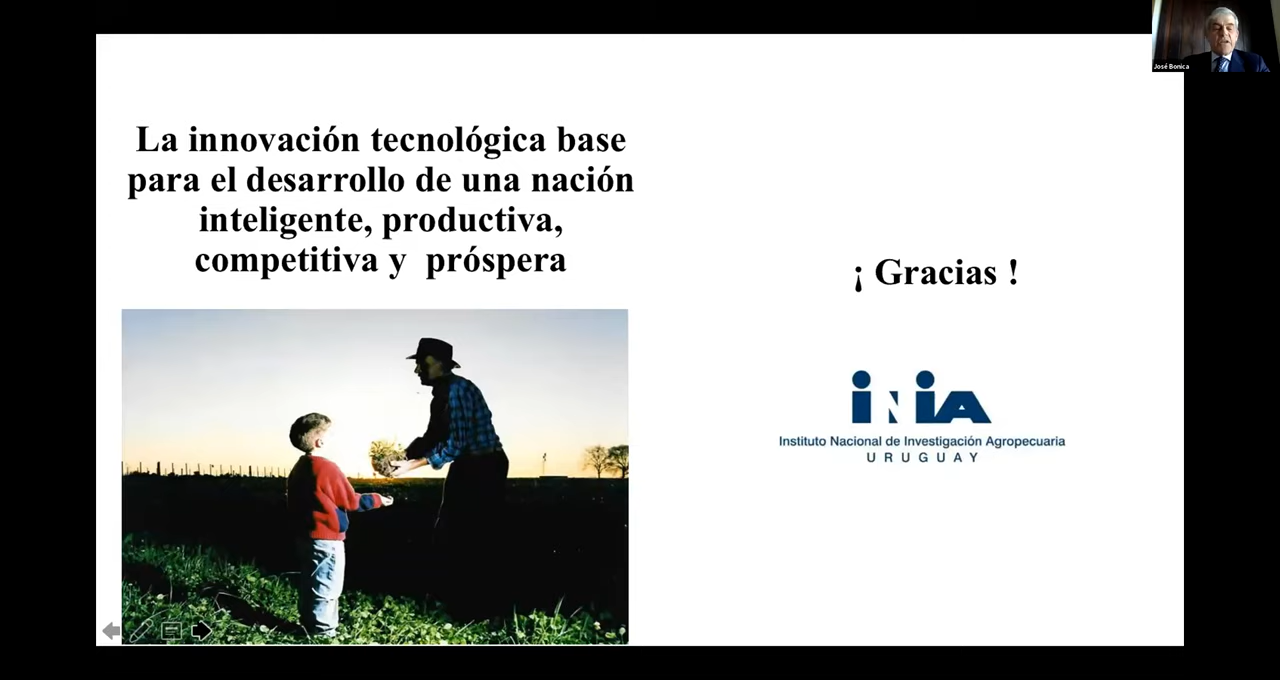 José Bonica
La innovación tecnológica base
para el desarrollo de una nación
inteligente, productiva,
competitiva y  próspera
¡ Gracias !
iNiA
Instituto Nacional de Investigación Agropecuaria
URUGUAY